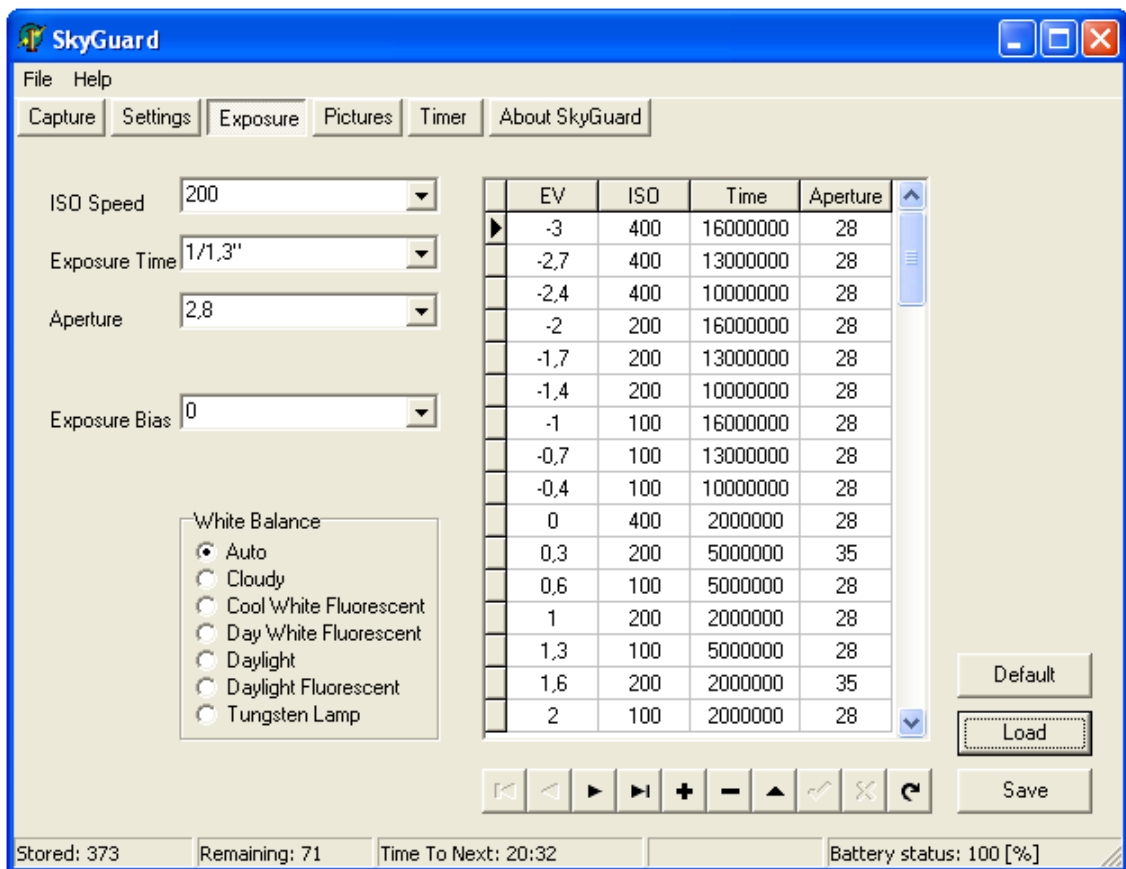 SkyGuard
File Help
Capture Settings Exposure Pictures Timer About SkyGuard
ISO Speed 200
Exposure Time 1/1,3"
Aperture 2,8
Exposure Bias 0
White Balance
Auto
Cloudy
Cool White Fluorescent
Day White Fluorescent
Daylight
Daylight Fluorescent
Tungsten Lamp
EV ISO Time Aperture
-3 400 16000000 28
-2,7 400 13000000 28
-2,4 400 10000000 28
-2 200 16000000 28
-1,7 200 13000000 28
-1,4 200 10000000 28
-1 100 16000000 28
-0,7 100 13000000 28
-0,4 100 10000000 28
0 400 2000000 28
0,3 200 5000000 35
0,6 100 5000000 28
1 200 2000000 28
1,3 100 5000000 28
1,6 200 2000000 35
2 100 2000000 28
Default
Load
Save
Stored: 373 Remaining: 71 Time To Next: 20:32 Battery status: 100 [%]